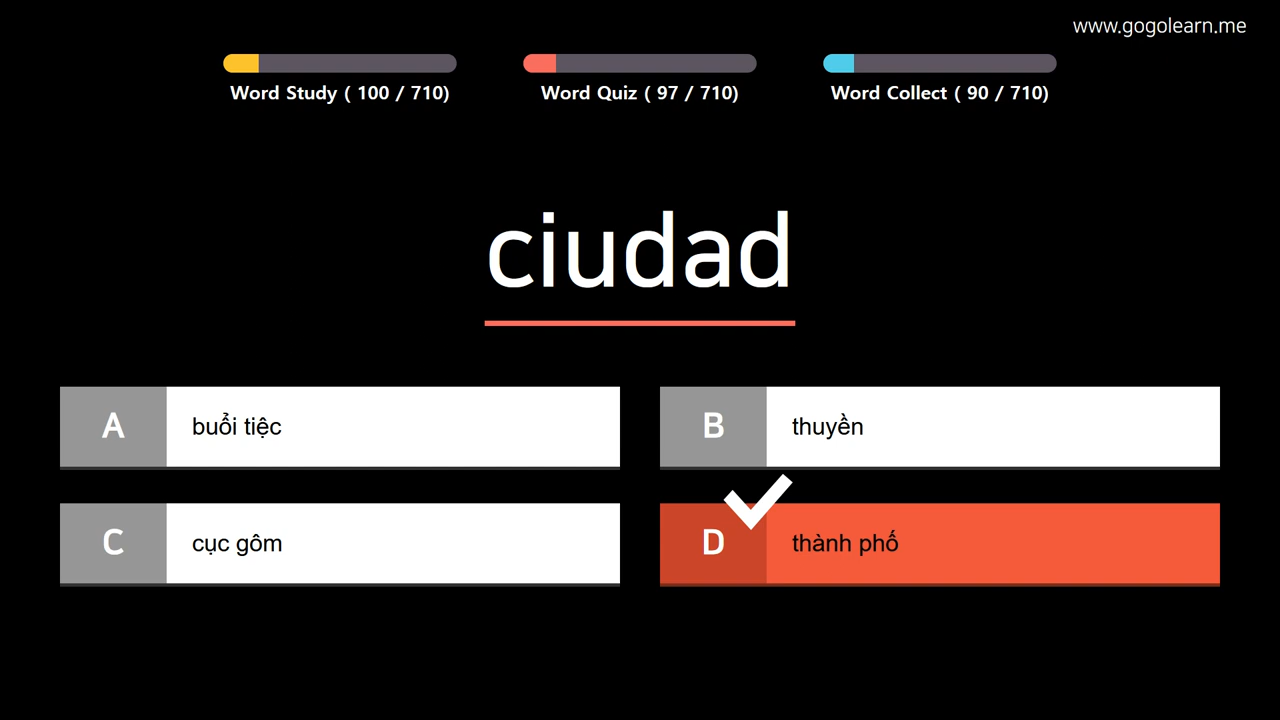 www.gogolearn.me
Word Study ( 100 / 710)
Word Quiz ( 97 / 710)
Word Collect ( 90 / 710)
ciudad
A buổi tiệc
B thuyền
C cục gôm
D thành phố